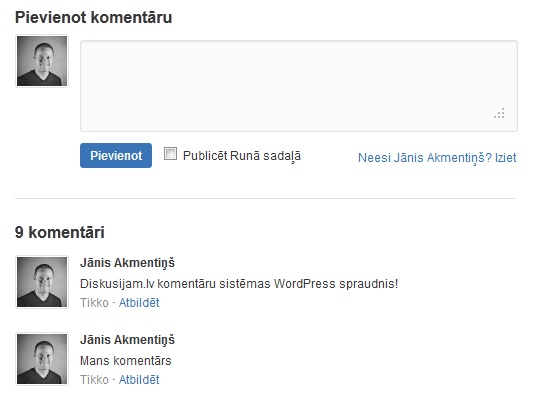 Pievienot komentāru
Pievienot
Publicēt Runā sadaļā
Neesi Jānis Akmentiņš? Iziet
9 komentāri
Jānis Akmentiņš
Diskusijam.lv komentāru sistēmas WordPress spraudnis!
Tikko · Atbildēt
Jānis Akmentiņš
Mans komentārs
Tikko · Atbildēt